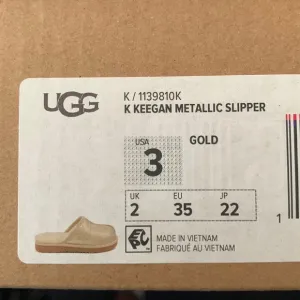 UGG
K / 1139810K
K KEEGAN METALLIC SLIPPER
USA
3
GOLD
UK
2
EU
35
JP
22
1
MADE IN VIETNAM
FABRIQUÉ AU VIETNAM